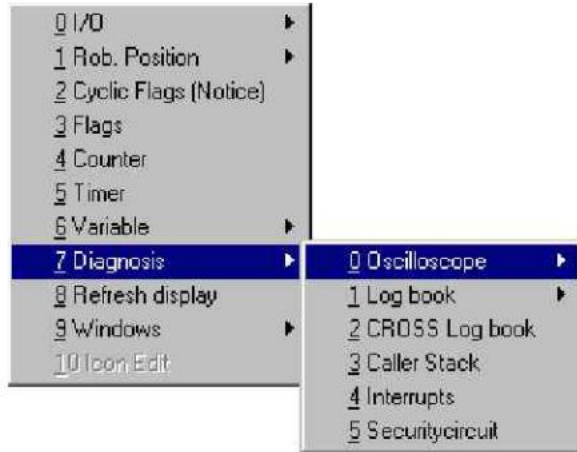 0 I/O
1 Rob. Position
2 Cyclic Flags (Notice)
3 Flags
4 Counter
5 Timer
6 Variable
7 Diagnosis
8 Refresh display
9 Windows
10 Icon Edit
0 Oscilloscope
1 Log book
2 CROSS Log book
3 Caller Stack
4 Interrupts
5 Securitycircuit